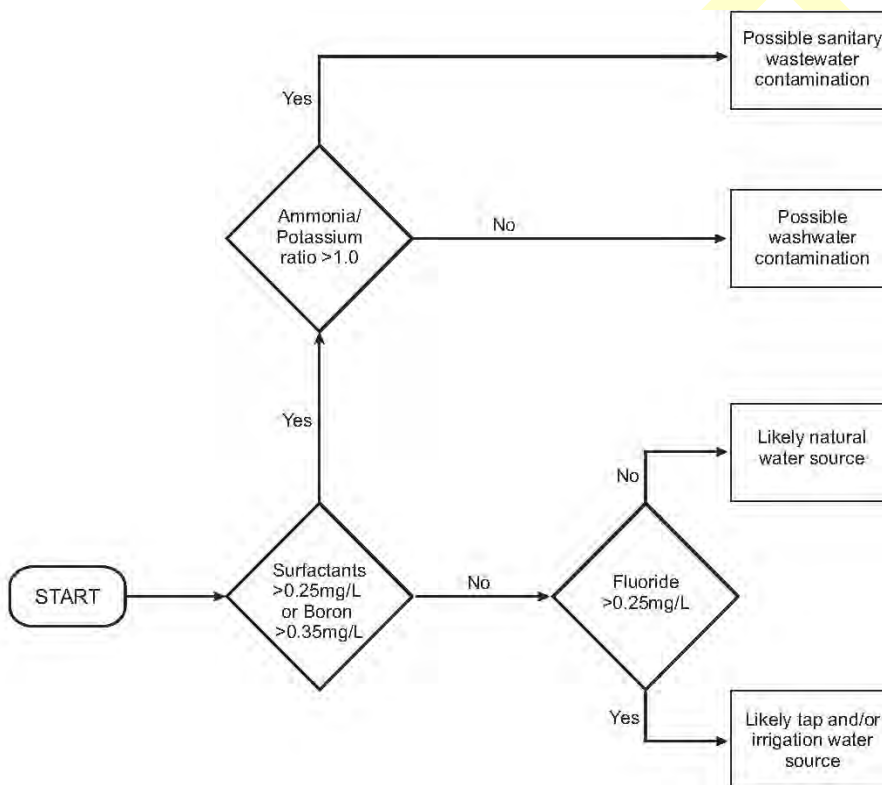 Possible sanitary
wastewater
contamination
Yes
Ammonia/
Potassium
ratio >1.0
No
Possible
washwater
contamination
Yes
Likely natural
water source
No
START
Surfactants
>0.25mg/L
or Boron
>0.35mg/L
No
Fluoride
>0.25mg/L
Yes
Likely tap and/or
irrigation water
source